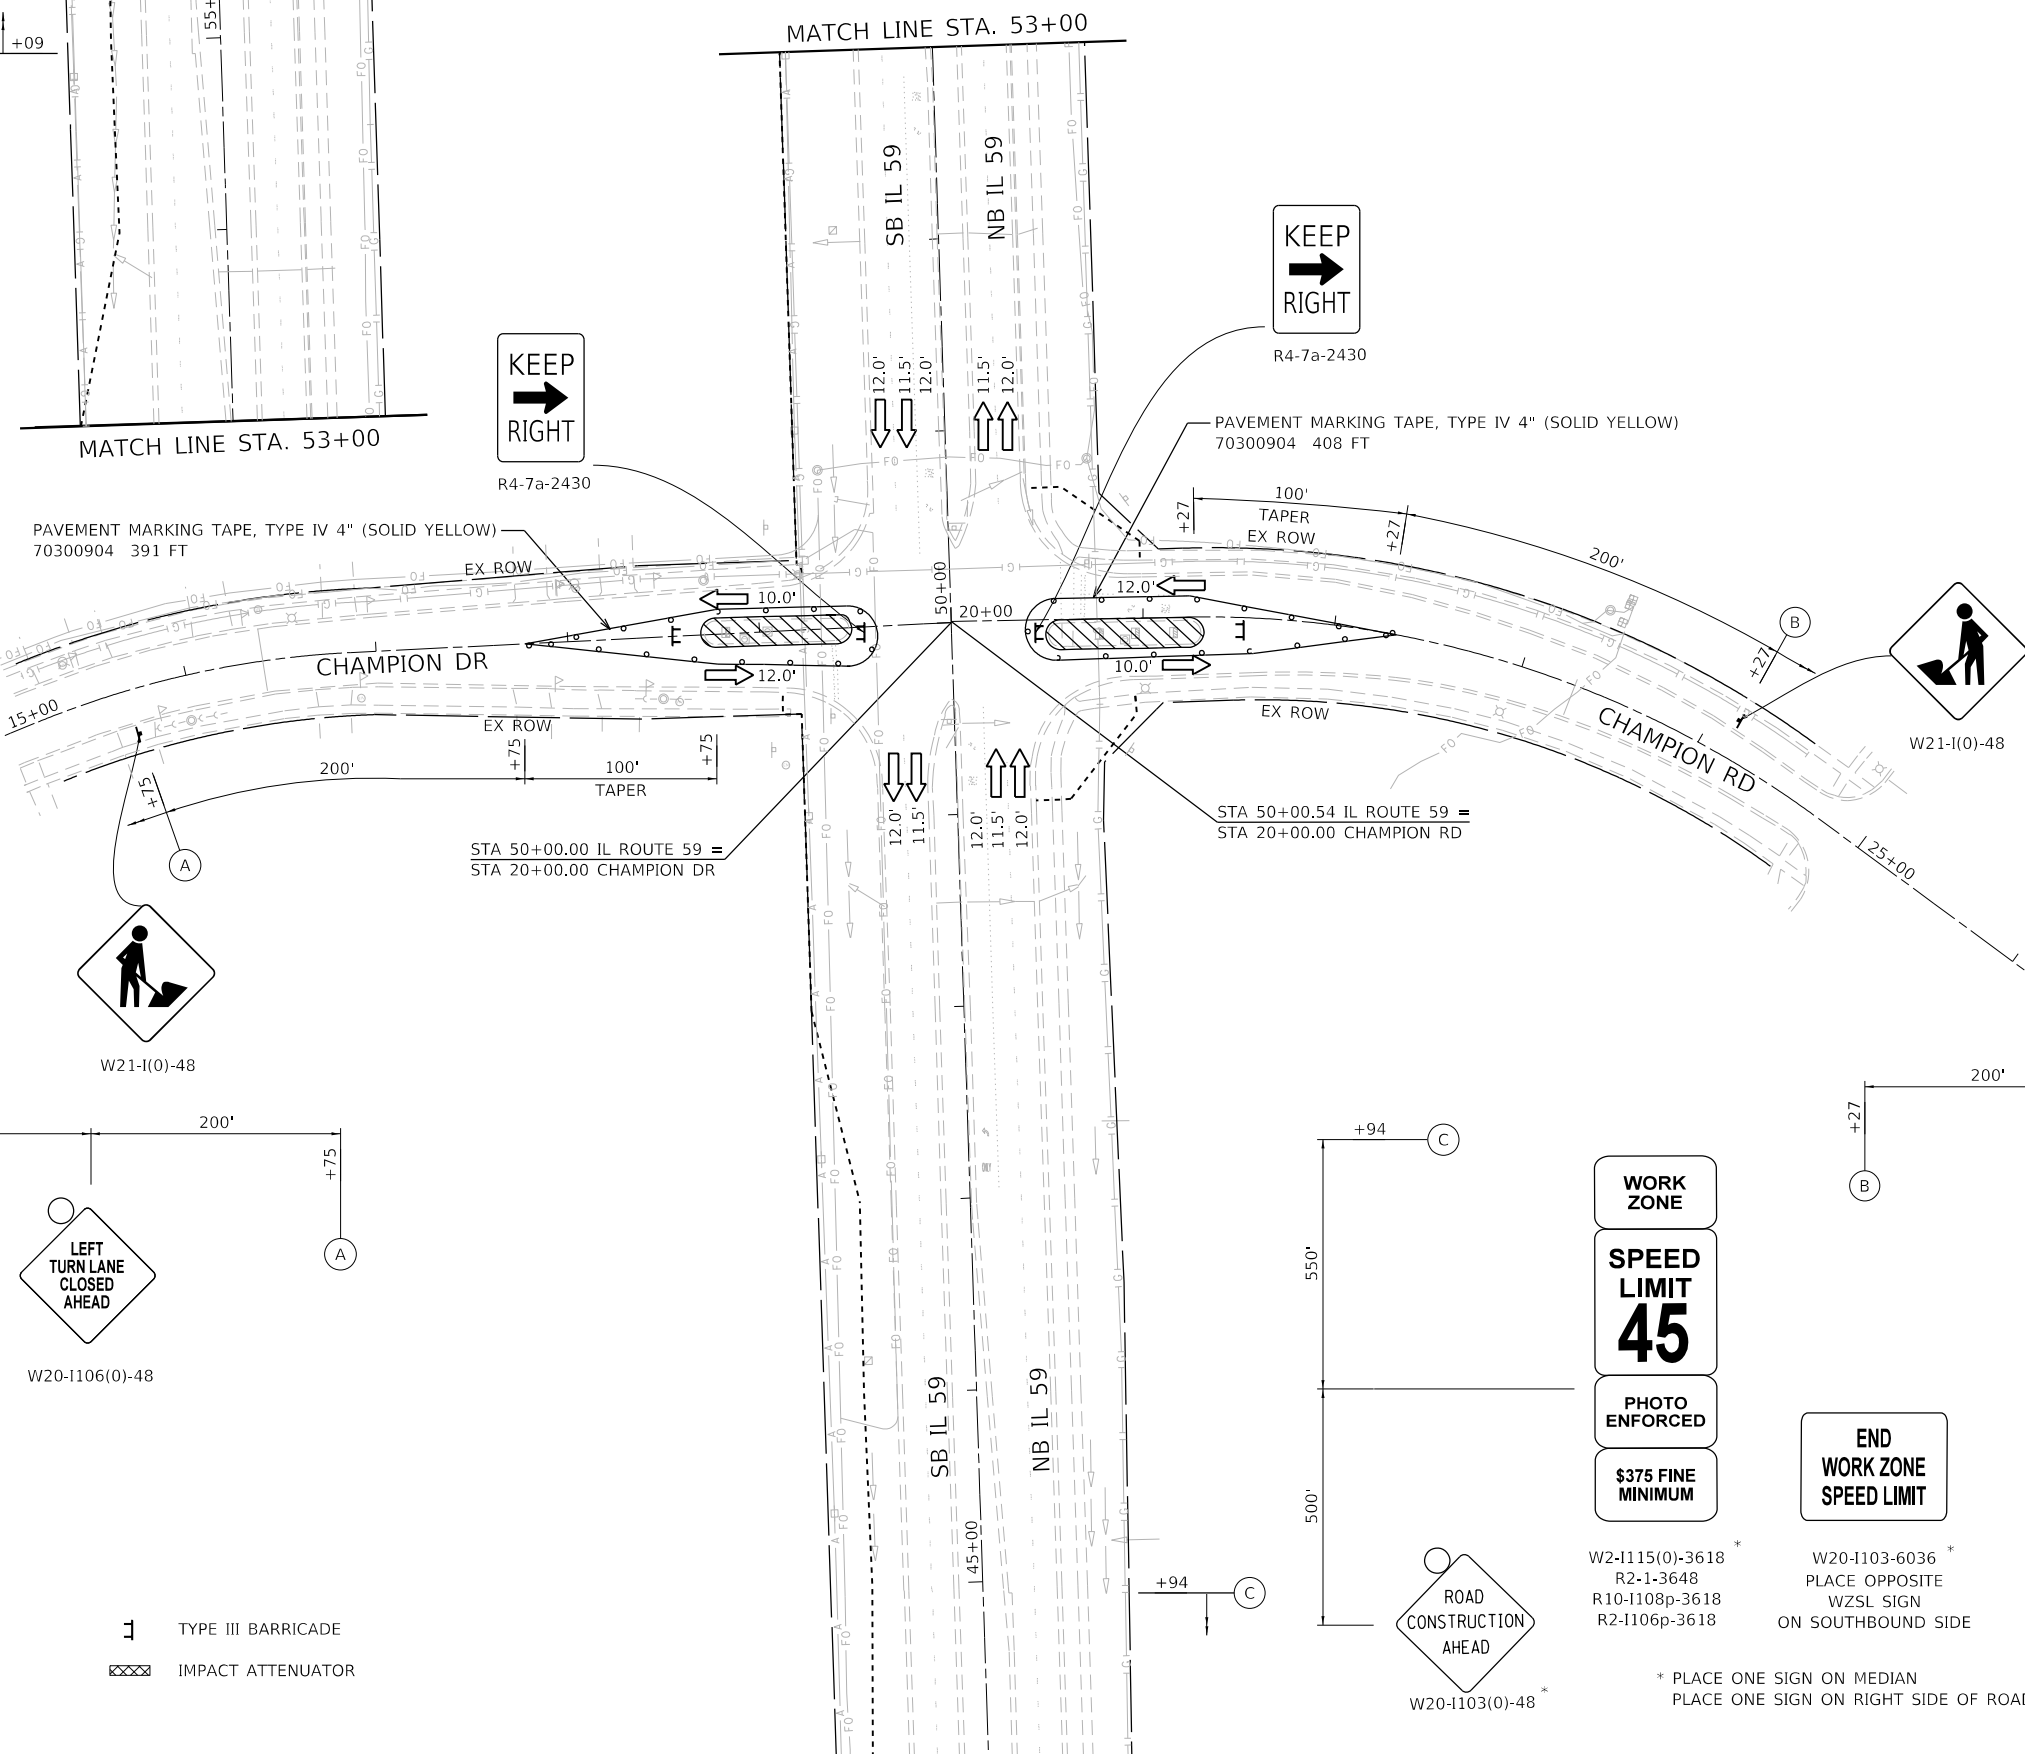 +09
55+
MATCH LINE STA. 53+00
MATCH LINE STA. 53+00
SB IL 59
NB IL 59
KEEP
RIGHT
R4-7a-2430
KEEP
RIGHT
R4-7a-2430
12.0'
11.5'
12.0'
11.5'
12.0'
PAVEMENT MARKING TAPE, TYPE IV 4" (SOLID YELLOW)
70300904 408 FT
PAVEMENT MARKING TAPE, TYPE IV 4" (SOLID YELLOW)
70300904 391 FT
+27
100'
TAPER
EX ROW
+27
200'
B
+27
W21-I(0)-48
EX ROW
10.0'
12.0'
50+00
20+00
12.0'
10.0'
CHAMPION DR
15+00
EX ROW
EX ROW
CHAMPION RD
25+00
+75
200'
+75
100'
TAPER
+75
A
12.0'
11.5'
12.0'
11.5'
12.0'
STA 50+00.00 IL ROUTE 59 =
STA 20+00.00 CHAMPION DR
STA 50+00.54 IL ROUTE 59 =
STA 20+00.00 CHAMPION RD
W21-I(0)-48
200'
+75
A
LEFT
TURN LANE
CLOSED
AHEAD
W20-I106(0)-48
SB IL 59
NB IL 59
45+00
+94
C
+94
C
550'
500'
200'
+27
B
WORK
ZONE
SPEED
LIMIT
45
PHOTO
ENFORCED
$375 FINE
MINIMUM
W2-I115(0)-3618 *
R2-1-3648
R10-I108p-3618
R2-I106p-3618
END
WORK ZONE
SPEED LIMIT
W20-I103-6036 *
PLACE OPPOSITE
WZSL SIGN
ON SOUTHBOUND SIDE
ROAD
CONSTRUCTION
AHEAD
W20-I103(0)-48 *
* PLACE ONE SIGN ON MEDIAN
PLACE ONE SIGN ON RIGHT SIDE OF ROAD
TYPE III BARRICADE
IMPACT ATTENUATOR